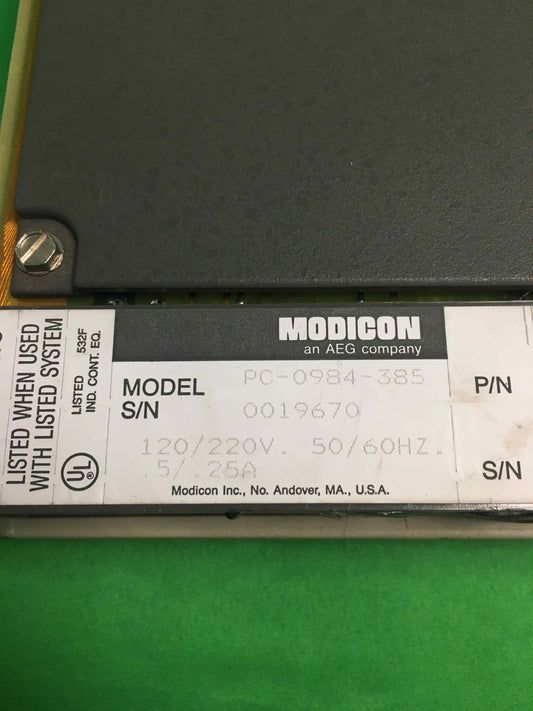 LISTED WHEN USED
WITH LISTED SYSTEM
LISTED 532F
IND. CONT. EQ.
UL
MODICON
an AEG company
MODEL PC-0984-385
S/N 0019670
120/220V. 50/60HZ.
.5/.25A
Modicon Inc., No. Andover, MA., U.S.A.
P/N
S/N